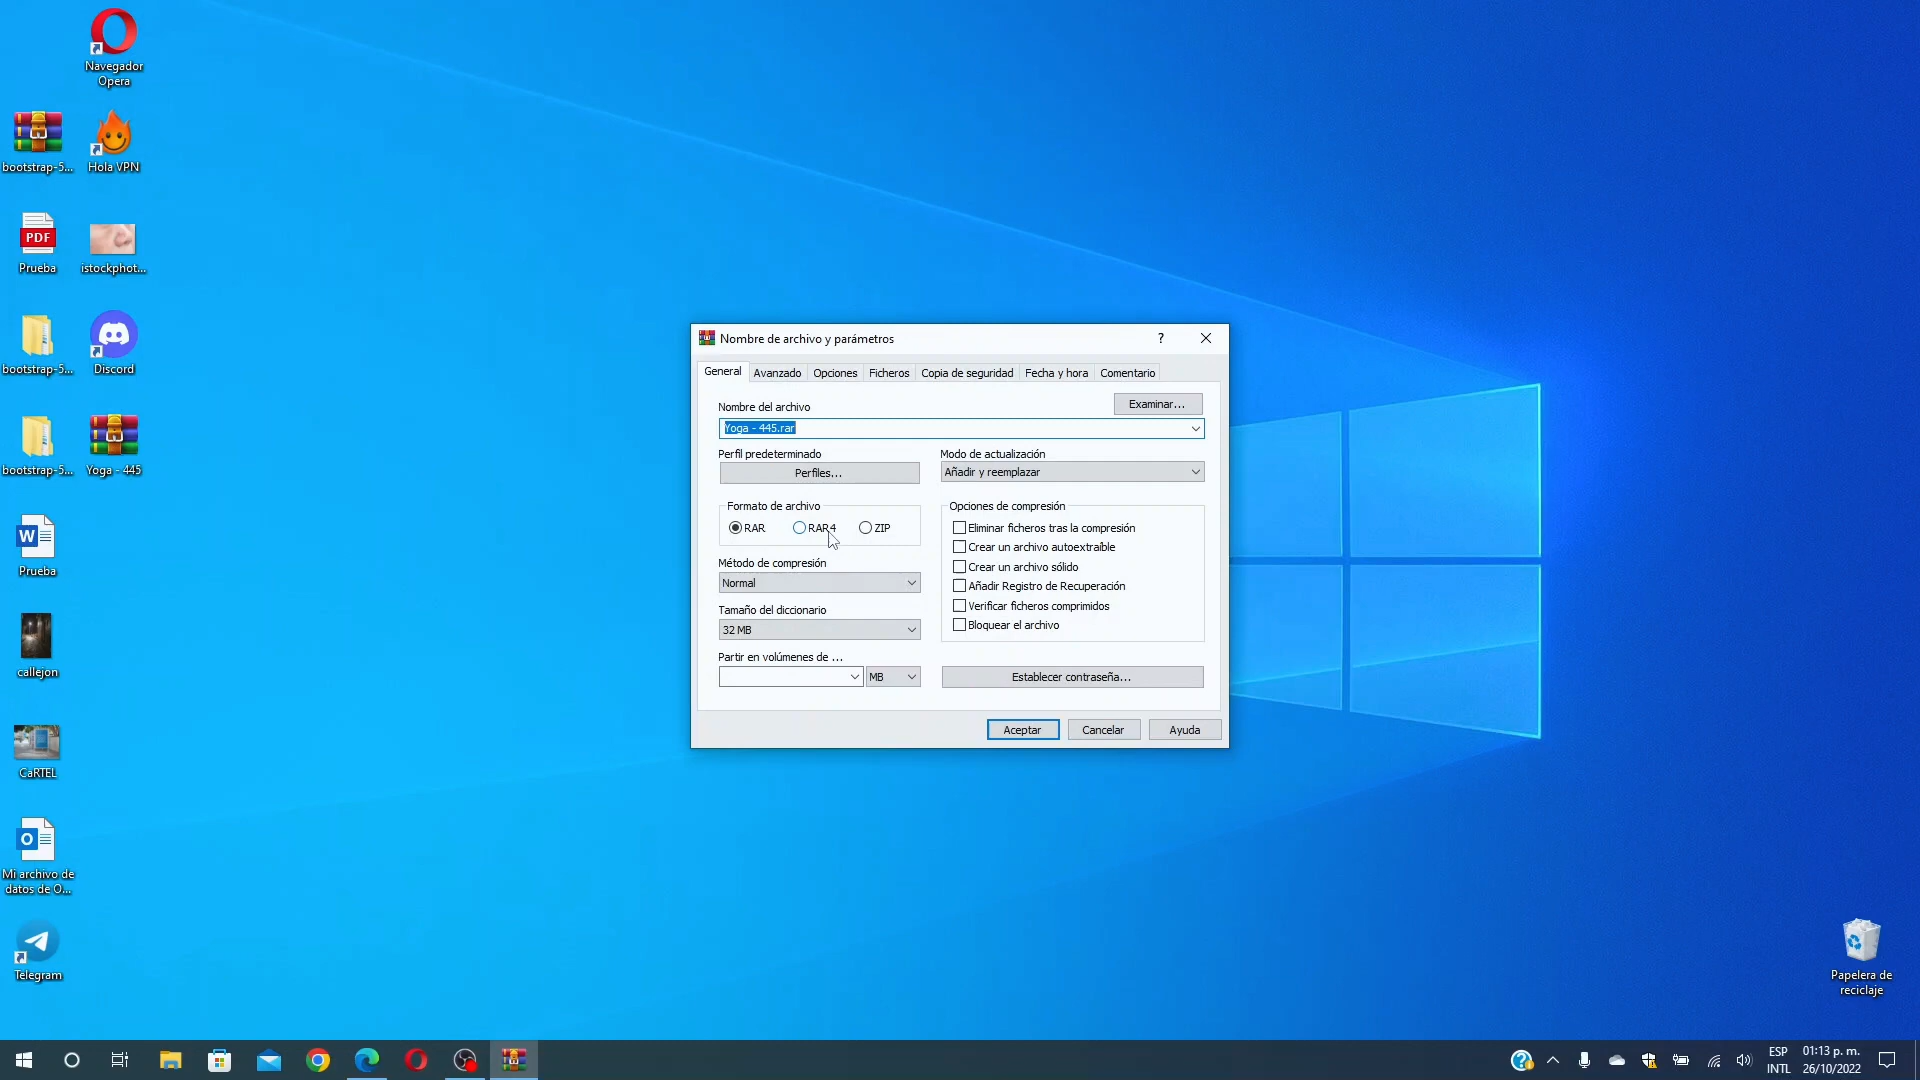 Navegador
Opera
bootstrap-5...
Hola VPN
PDF
Prueba
istockphot...
bootstrap-5...
Discord
bootstrap-5...
Yoga - 445
W
Prueba
callejon
CaRTEL
O
Mi archivo de
datos de O...
Telegram
Nombre de archivo y parámetros
?
General
Avanzado
Opciones
Ficheros
Copia de seguridad
Fecha y hora
Comentario
Nombre del archivo
Examinar...
Yoga - 445.rar
Perfil predeterminado
Perfiles...
Modo de actualización
Añadir y reemplazar
Formato de archivo
RAR
RAR4
ZIP
Método de compresión
Normal
Tamaño del diccionario
32 MB
Partir en volúmenes de ...
MB
Opciones de compresión
Eliminar ficheros tras la compresión
Crear un archivo autoextraíble
Crear un archivo sólido
Añadir Registro de Recuperación
Verificar ficheros comprimidos
Bloquear el archivo
Establecer contraseña...
Aceptar
Cancelar
Ayuda
Papelera de
reciclaje
ESP
INTL
01:13 p. m.
26/10/2022